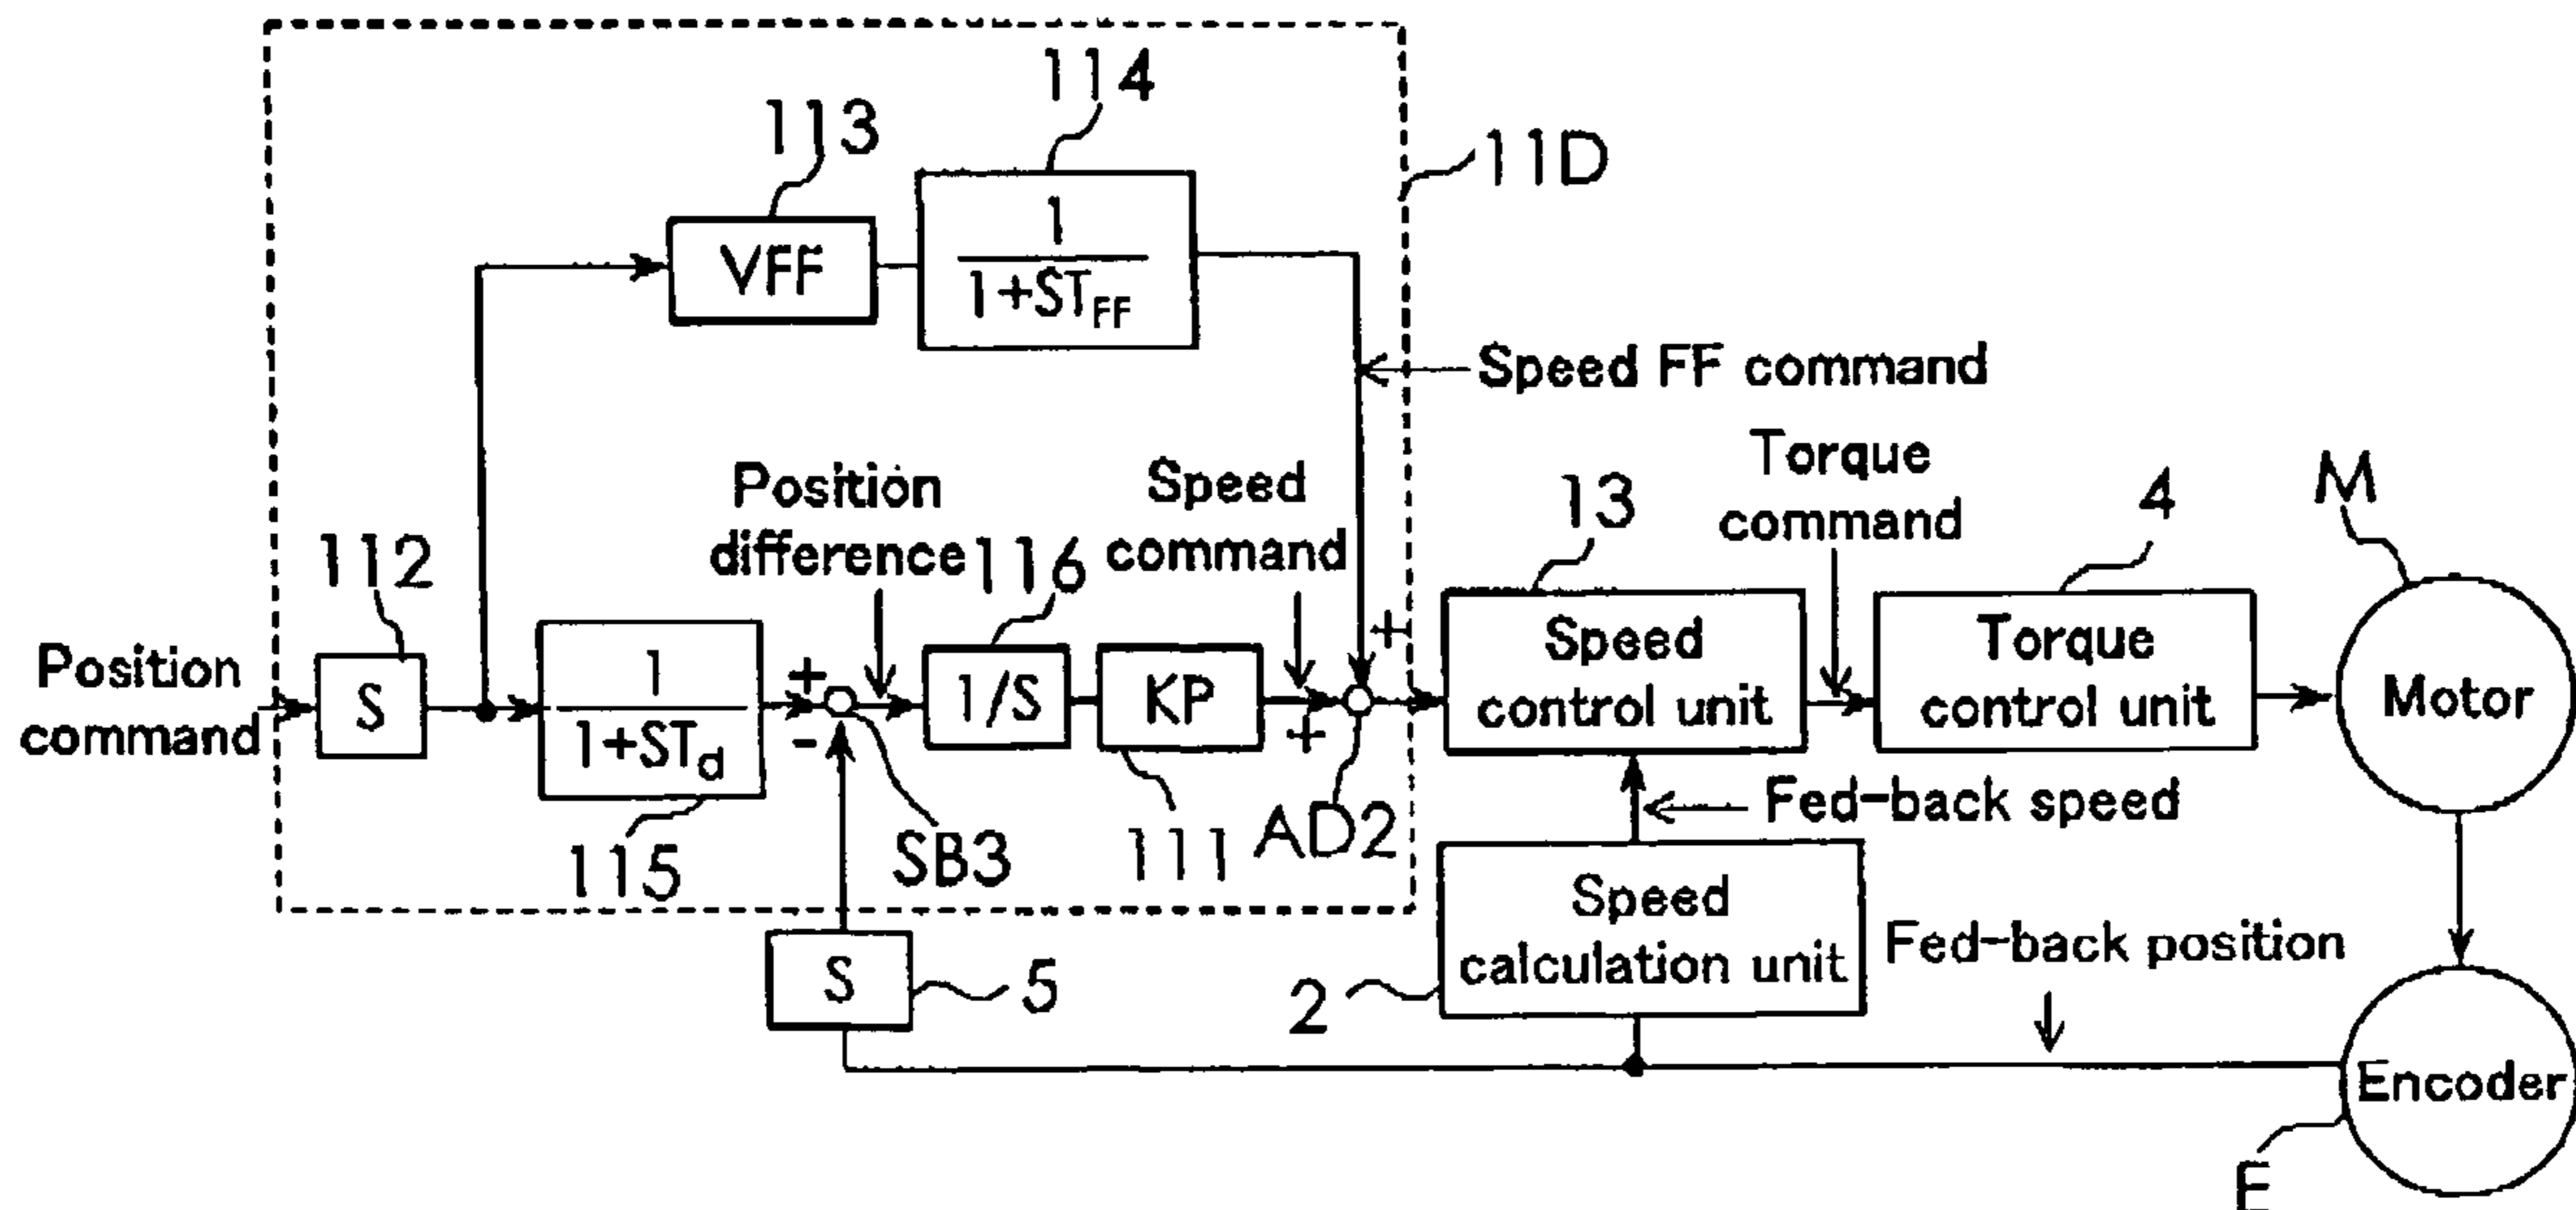 114
113
11D
VFF
1
1+ST_FF
Speed FF command
Torque
command
Position
difference
Speed
command
13
4
M
112
116
Position
command
S
1
1+ST_d
+
-
1/S
KP
+
+
Speed
control unit
Torque
control unit
Motor
115
SB3
111
AD2
Fed-back speed
S
5
Speed
calculation unit
2
Fed-back position
Encoder
E